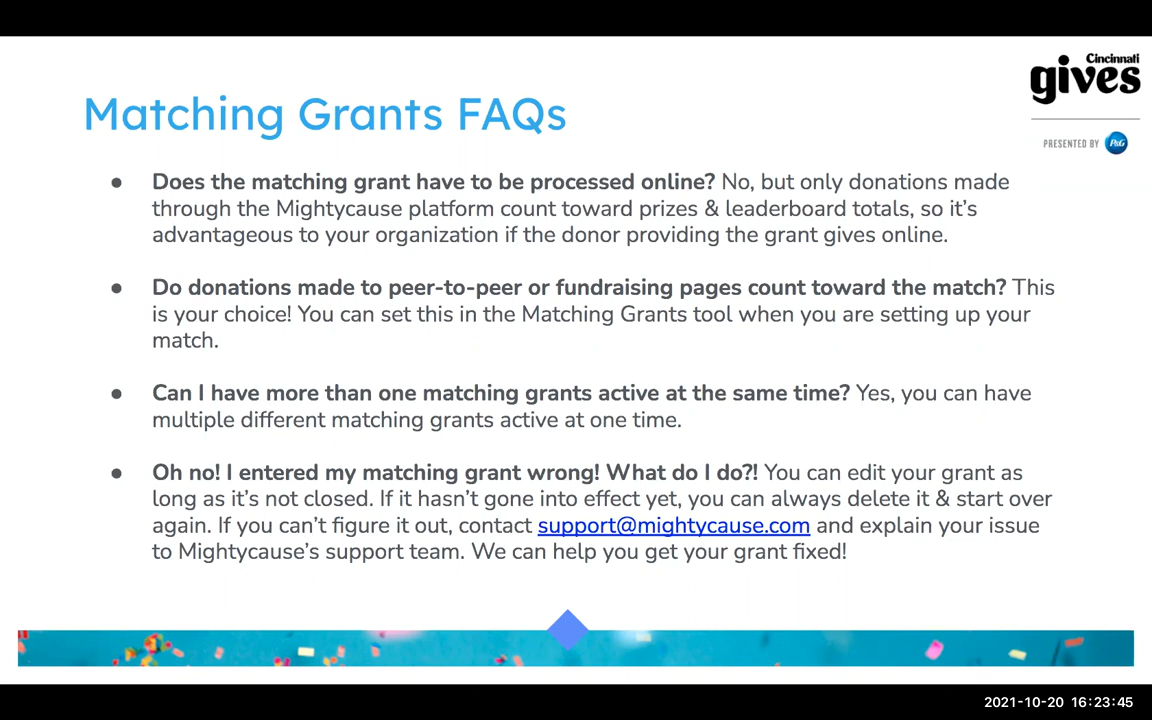 Cincinnati
gives
PRESENTED BY P&G
Matching Grants FAQs
● Does the matching grant have to be processed online? No, but only donations made
through the Mightycause platform count toward prizes & leaderboard totals, so it’s
advantageous to your organization if the donor providing the grant gives online.
● Do donations made to peer-to-peer or fundraising pages count toward the match? This
is your choice! You can set this in the Matching Grants tool when you are setting up your
match.
● Can I have more than one matching grants active at the same time? Yes, you can have
multiple different matching grants active at one time.
● Oh no! I entered my matching grant wrong! What do I do?! You can edit your grant as
long as it’s not closed. If it hasn’t gone into effect yet, you can always delete it & start over
again. If you can’t figure it out, contact support@mightycause.com and explain your issue
to Mightycause’s support team. We can help you get your grant fixed!
2021-10-20 16:23:45